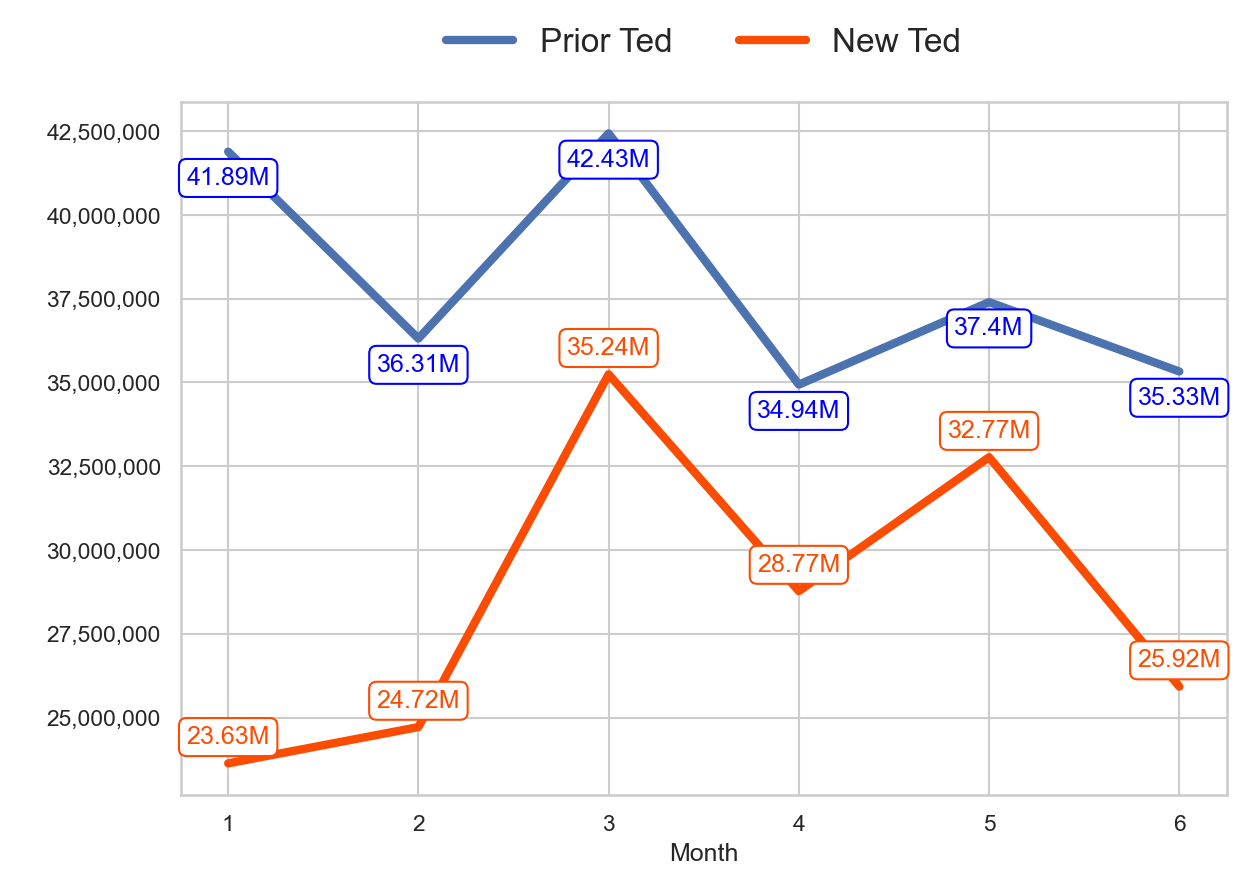 Prior Ted New Ted
42,500,000
40,000,000
37,500,000
35,000,000
32,500,000
30,000,000
27,500,000
25,000,000
41.89M
36.31M
42.43M
34.94M
37.4M
35.33M
23.63M
24.72M
35.24M
28.77M
32.77M
25.92M
1 2 3 4 5 6
Month